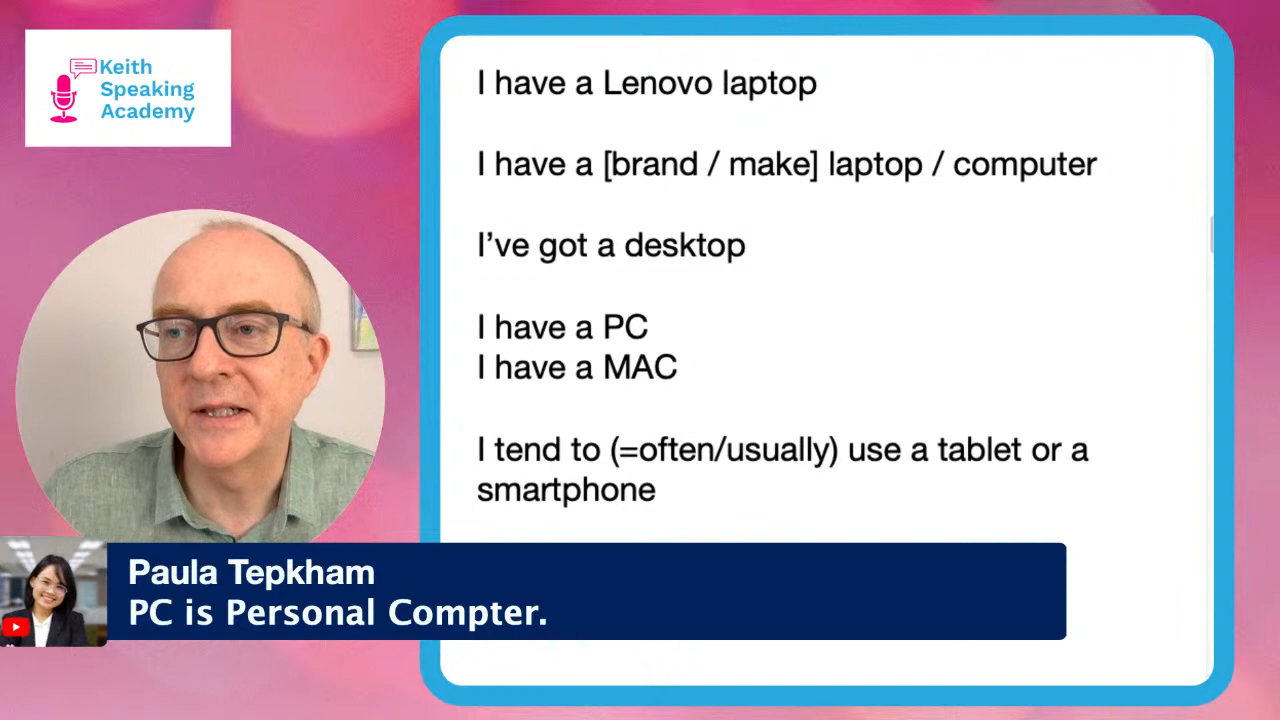 Keith
Speaking
Academy
I have a Lenovo laptop
I have a [brand / make] laptop / computer
I’ve got a desktop
I have a PC
I have a MAC
I tend to (=often/usually) use a tablet or a
smartphone
Paula Tepkham
PC is Personal Compter.